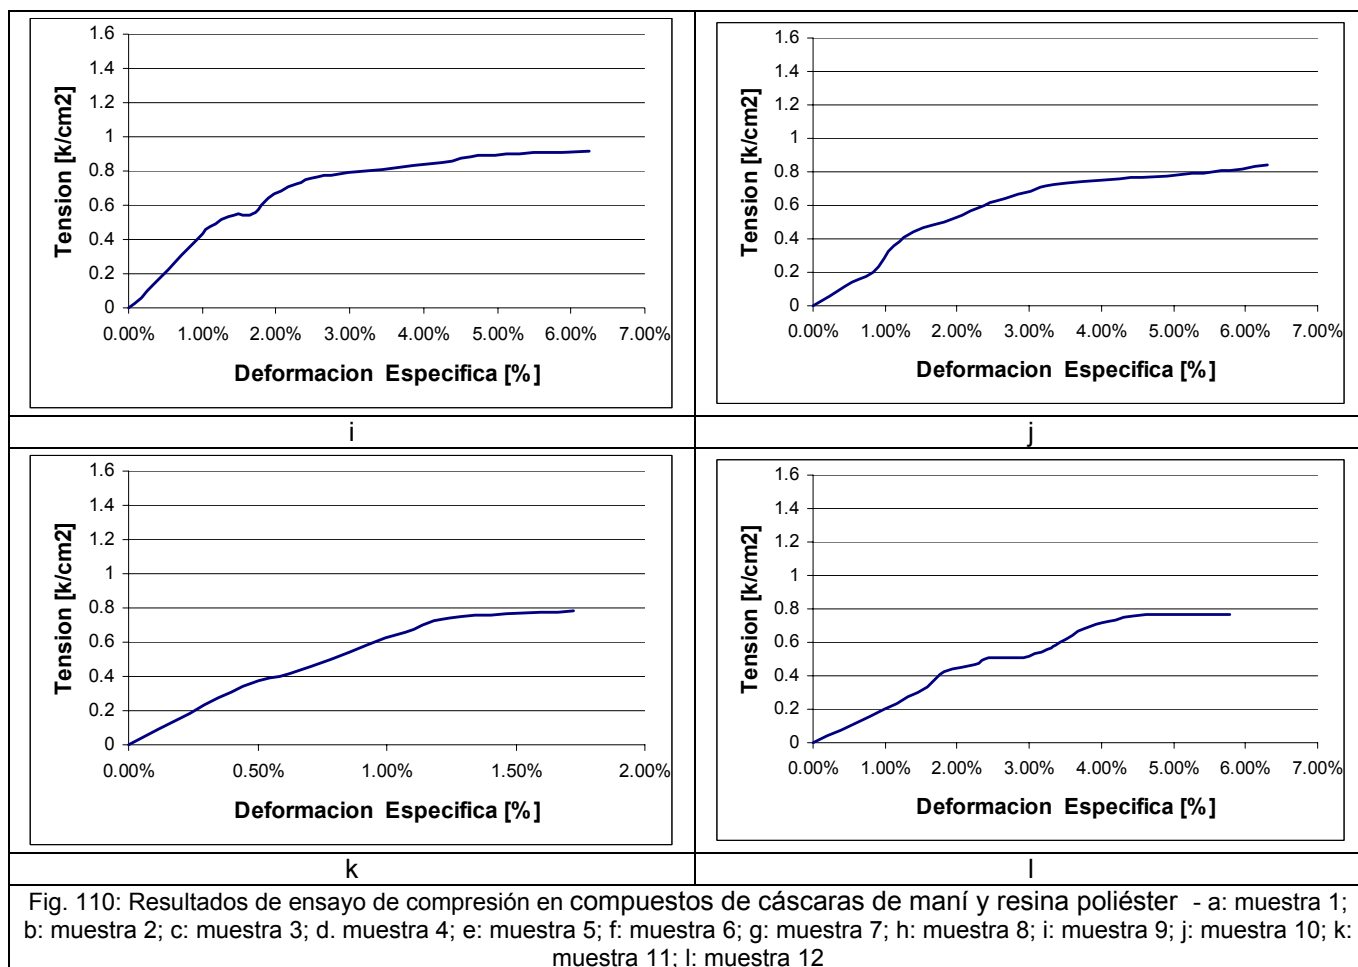 1.6
1.4
1.2
1
0.8
0.6
0.4
0.2
0
Tension [k/cm2]
0.00% 1.00% 2.00% 3.00% 4.00% 5.00% 6.00% 7.00%
Deformacion Especifica [%]
i
1.6
1.4
1.2
1
0.8
0.6
0.4
0.2
0
Tension [k/cm2]
0.00% 1.00% 2.00% 3.00% 4.00% 5.00% 6.00% 7.00%
Deformacion Especifica [%]
j
1.6
1.4
1.2
1
0.8
0.6
0.4
0.2
0
Tension [k/cm2]
0.00% 0.50% 1.00% 1.50% 2.00%
Deformacion Especifica [%]
k
1.6
1.4
1.2
1
0.8
0.6
0.4
0.2
0
Tension [k/cm2]
0.00% 1.00% 2.00% 3.00% 4.00% 5.00% 6.00% 7.00%
Deformacion Especifica [%]
l
Fig. 110: Resultados de ensayo de compresión en compuestos de cáscaras de maní y resina poliéster - a: muestra 1;
b: muestra 2; c: muestra 3; d. muestra 4; e: muestra 5; f: muestra 6; g: muestra 7; h: muestra 8; i: muestra 9; j: muestra 10; k:
muestra 11; l: muestra 12